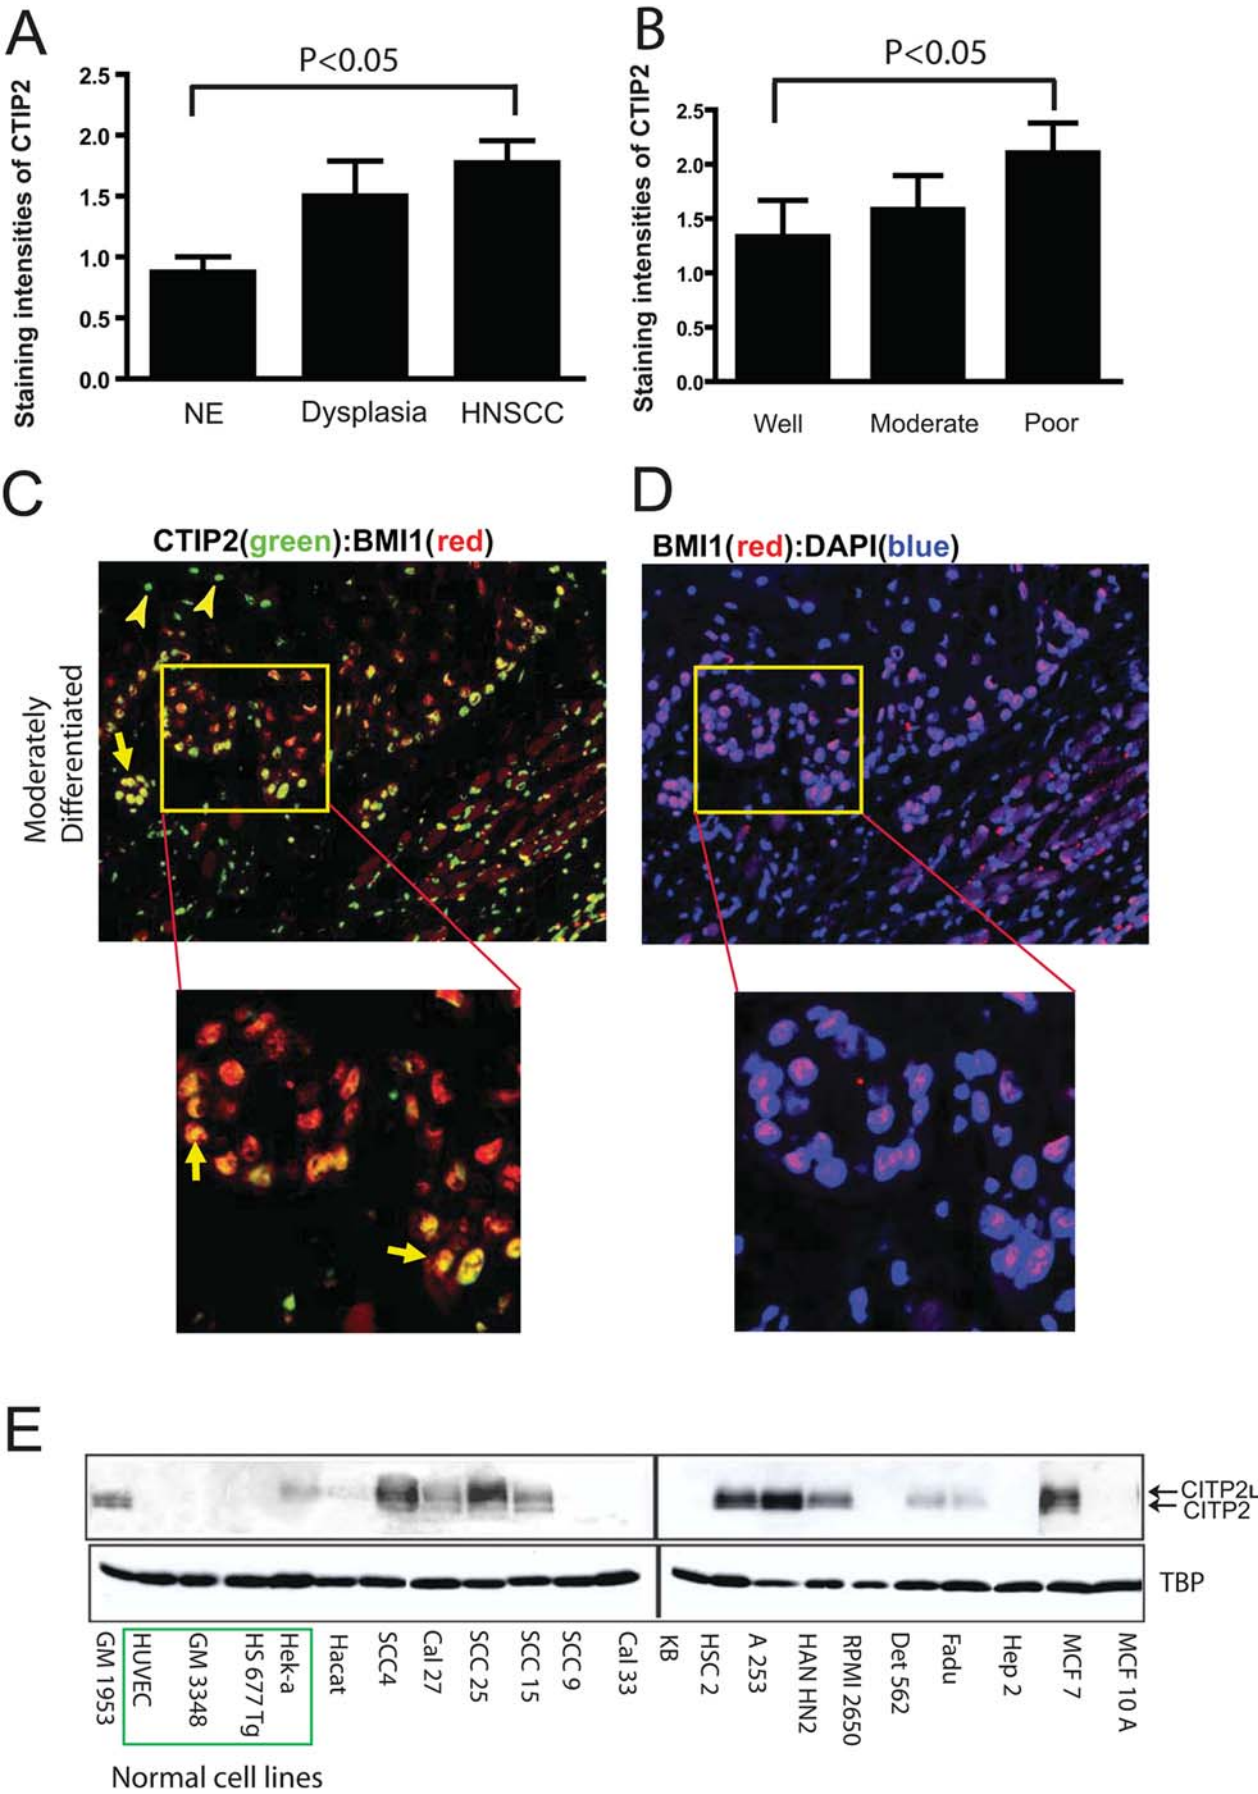 A
P<0.05
Staining intensities of CTIP2
2.5
2.0
1.5
1.0
0.5
0.0
NE Dysplasia HNSCC
B
P<0.05
Staining intensities of CTIP2
2.5
2.0
1.5
1.0
0.5
0.0
Well Moderate Poor
C
CTIP2(green):BMI1(red)
Moderately
Differentiated
D
BMI1(red):DAPI(blue)
E
CITP2L
CITP2
TBP
GM 1953
HUVEC
GM 3348
HS 677 Tg
Hek-a
Hacat
SCC4
Cal 27
SCC 25
SCC 15
SCC 9
Cal 33
KB
HSC 2
A 253
HAN HN2
RPMI 2650
Det 562
Fadu
Hep 2
MCF 7
MCF 10 A
Normal cell lines